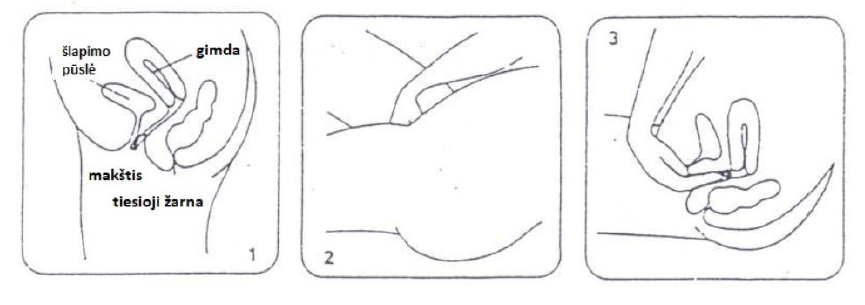 šlapimo
pūslė
gimda
makštis
tiesioji žarna
1
2
3